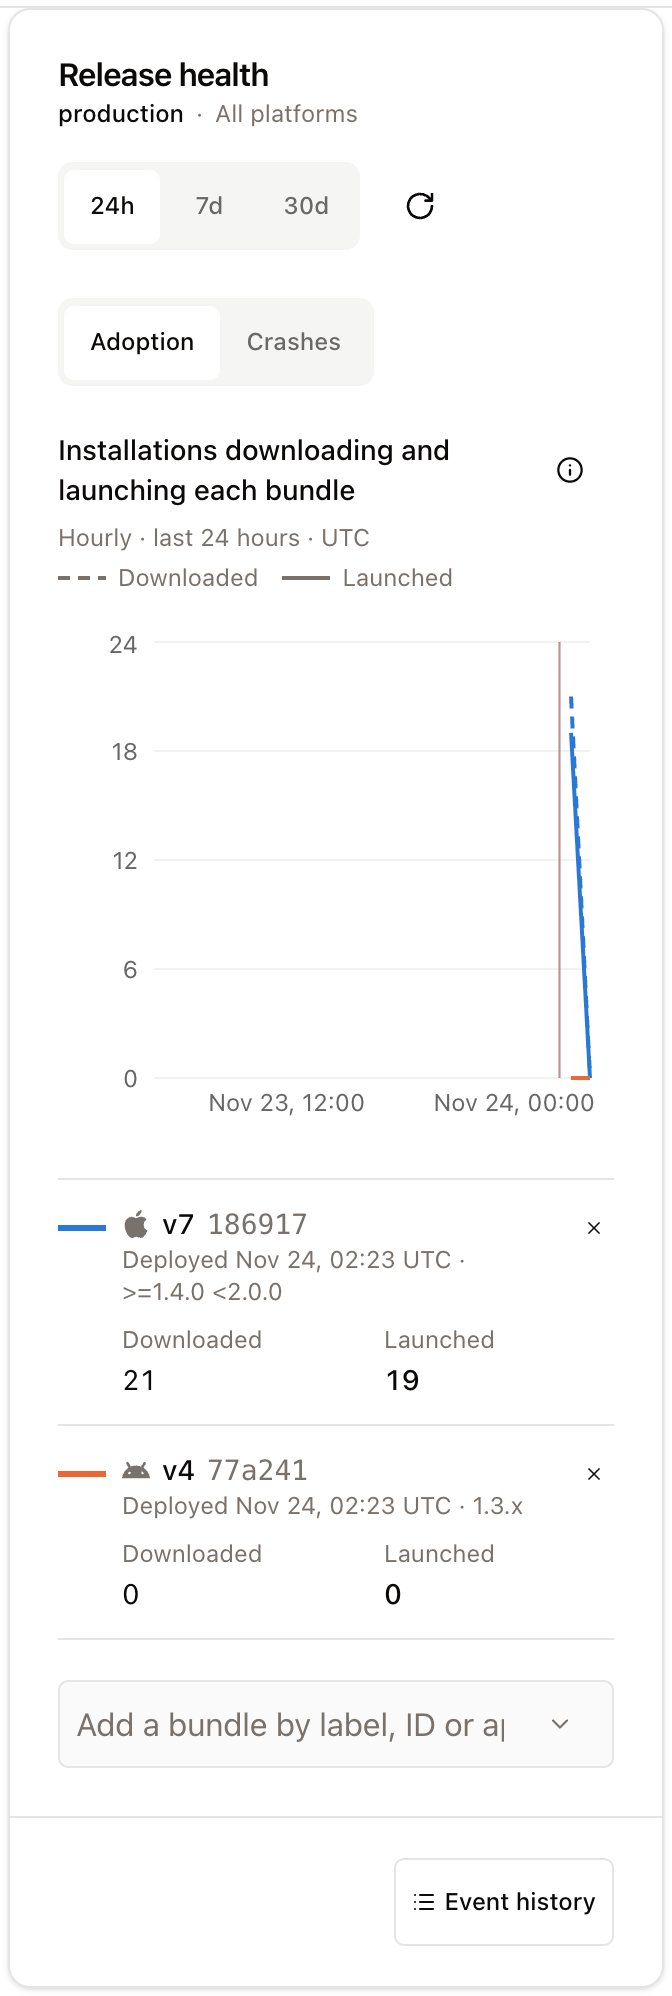 Release health
production · All platforms
24h 7d 30d
Adoption Crashes
Installations downloading and
launching each bundle
Hourly · last 24 hours · UTC
Downloaded Launched
24
18
12
6
0
Nov 23, 12:00 Nov 24, 00:00
v7 186917
Deployed Nov 24, 02:23 UTC ·
>=1.4.0 <2.0.0
Downloaded Launched
21 19
v4 77a241
Deployed Nov 24, 02:23 UTC · 1.3.x
Downloaded Launched
0 0
Add a bundle by label, ID or
Event history